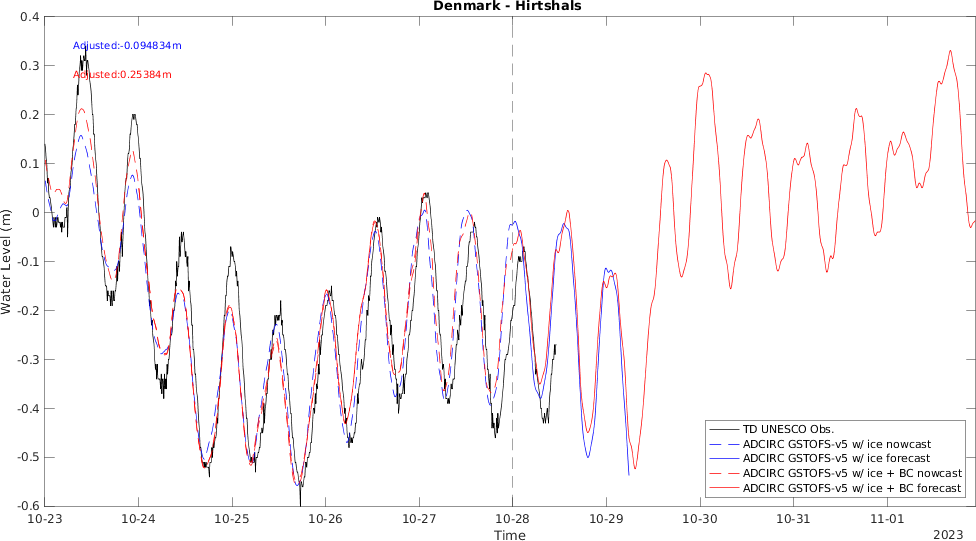 Denmark - Hirtshals
Adjusted:-0.094834m
Adjusted:0.25384m
Water Level (m)
0.4
0.3
0.2
0.1
0
-0.1
-0.2
-0.3
-0.4
-0.5
-0.6
TD UNESCO Obs.
ADCIRC GSTOFS-v5 w/ ice nowcast
ADCIRC GSTOFS-v5 w/ ice forecast
ADCIRC GSTOFS-v5 w/ ice + BC nowcast
ADCIRC GSTOFS-v5 w/ ice + BC forecast
10-23 10-24 10-25 10-26 10-27 10-28 10-29 10-30 10-31 11-01
Time
2023